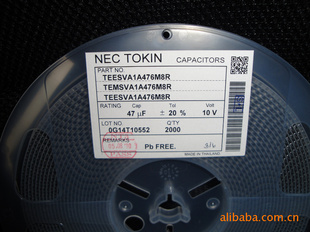 NEC TOKIN CAPACITORS
PART NO.
TEESVA1A476M8R
TEMSVA1A476M8R
TEESVA1A476M8R
RATING Cap Tol Volt
47 µF ± 20 % 10 V
LOT NO QTY
0G14T10552 2000
REMARKS MADE IN THAILAND
Pb FREE.
alibaba.com.cn